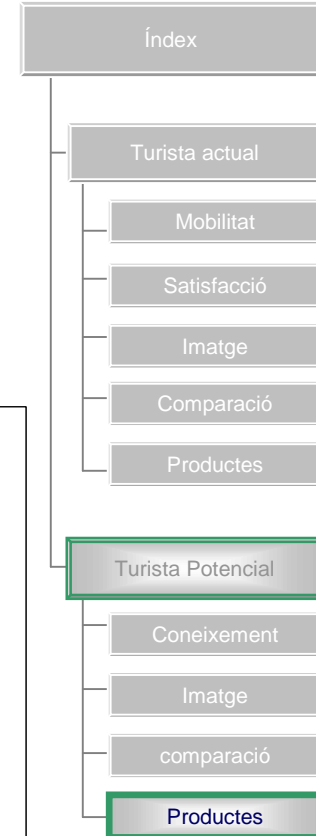 Índex
Turista actual
Mobilitat
Satisfacció
Imatge
Comparació
Productes
Turista Potencial
Coneixement
Imatge
comparació
Productes